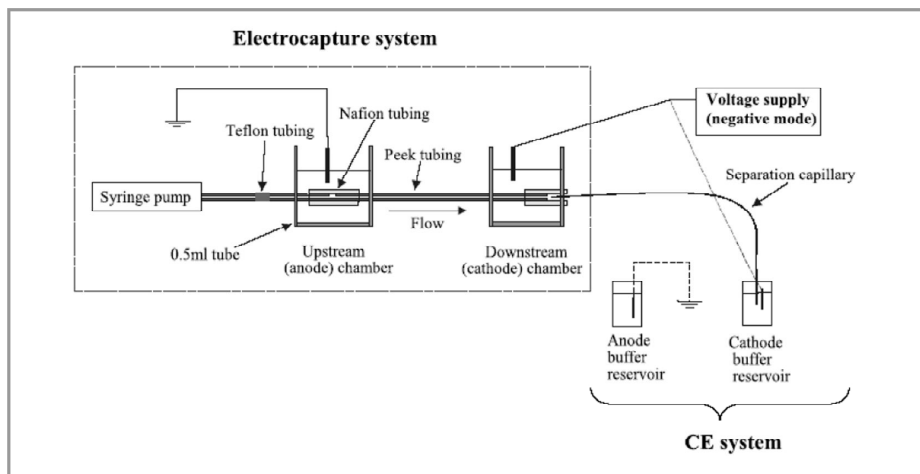 Electrocapture system
Nafion tubing
Teflon tubing
Peek tubing
Voltage supply
(negative mode)
Separation capillary
Syringe pump
Flow
0.5ml tube
Upstream
(anode) chamber
Downstream
(cathode) chamber
Anode
buffer
reservoir
Cathode
buffer
reservoir
CE system